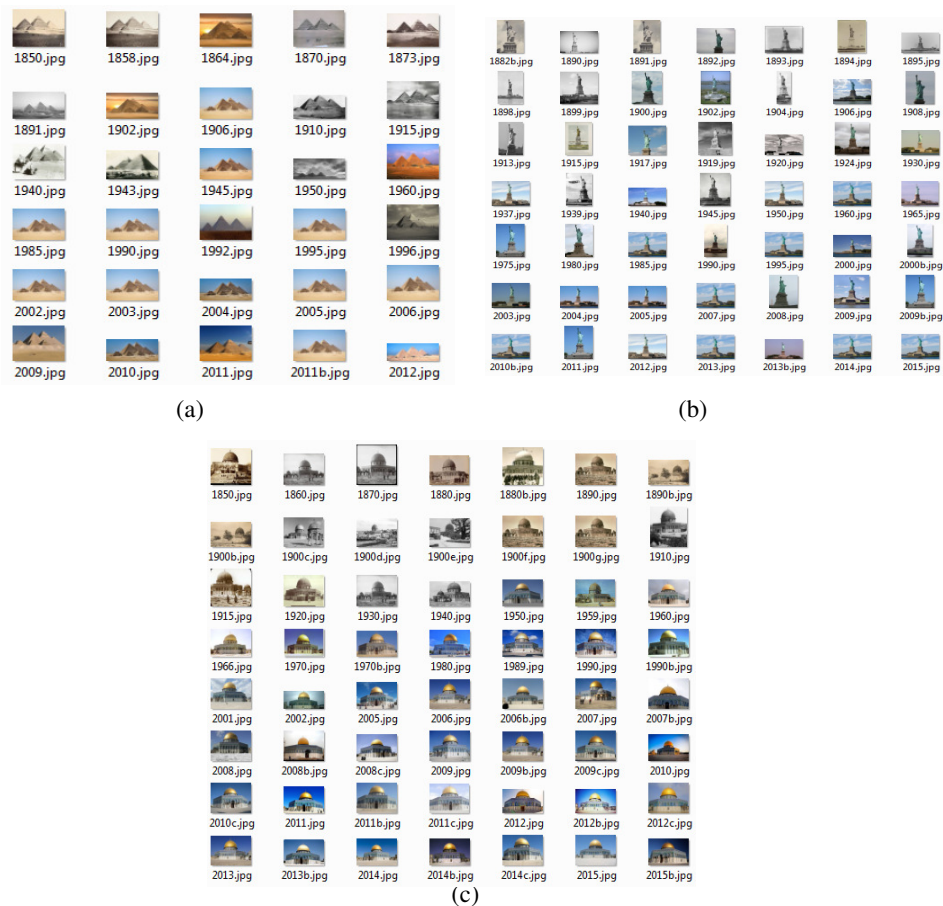 1850.jpg 1858.jpg 1864.jpg 1870.jpg 1873.jpg
1891.jpg 1902.jpg 1906.jpg 1910.jpg 1915.jpg
1940.jpg 1943.jpg 1945.jpg 1950.jpg 1960.jpg
1985.jpg 1990.jpg 1992.jpg 1995.jpg 1996.jpg
2002.jpg 2003.jpg 2004.jpg 2005.jpg 2006.jpg
2009.jpg 2010.jpg 2011.jpg 2011b.jpg 2012.jpg
(a)
1882b.jpg 1890.jpg 1891.jpg 1892.jpg 1893.jpg 1894.jpg 1895.jpg
1898.jpg 1899.jpg 1900.jpg 1902.jpg 1904.jpg 1906.jpg 1908.jpg
1913.jpg 1915.jpg 1917.jpg 1919.jpg 1920.jpg 1924.jpg 1930.jpg
1937.jpg 1939.jpg 1940.jpg 1945.jpg 1950.jpg 1960.jpg 1965.jpg
1975.jpg 1980.jpg 1985.jpg 1990.jpg 1995.jpg 2000.jpg 2000b.jpg
2003.jpg 2004.jpg 2005.jpg 2007.jpg 2008.jpg 2009.jpg 2009b.jpg
2010b.jpg 2011.jpg 2012.jpg 2013.jpg 2013b.jpg 2014.jpg 2015.jpg
(b)
1850.jpg 1860.jpg 1870.jpg 1880.jpg 1880b.jpg 1890.jpg 1890b.jpg
1900b.jpg 1900c.jpg 1900d.jpg 1900e.jpg 1900f.jpg 1900g.jpg 1910.jpg
1915.jpg 1920.jpg 1930.jpg 1940.jpg 1950.jpg 1959.jpg 1960.jpg
1966.jpg 1970.jpg 1970b.jpg 1980.jpg 1989.jpg 1990.jpg 1990b.jpg
2001.jpg 2002.jpg 2005.jpg 2006.jpg 2006b.jpg 2007.jpg 2007b.jpg
2008.jpg 2008b.jpg 2008c.jpg 2009.jpg 2009b.jpg 2009c.jpg 2010.jpg
2010c.jpg 2011.jpg 2011b.jpg 2011c.jpg 2012.jpg 2012b.jpg 2012c.jpg
2013.jpg 2013b.jpg 2014.jpg 2014b.jpg 2014c.jpg 2015.jpg 2015b.jpg
(c)